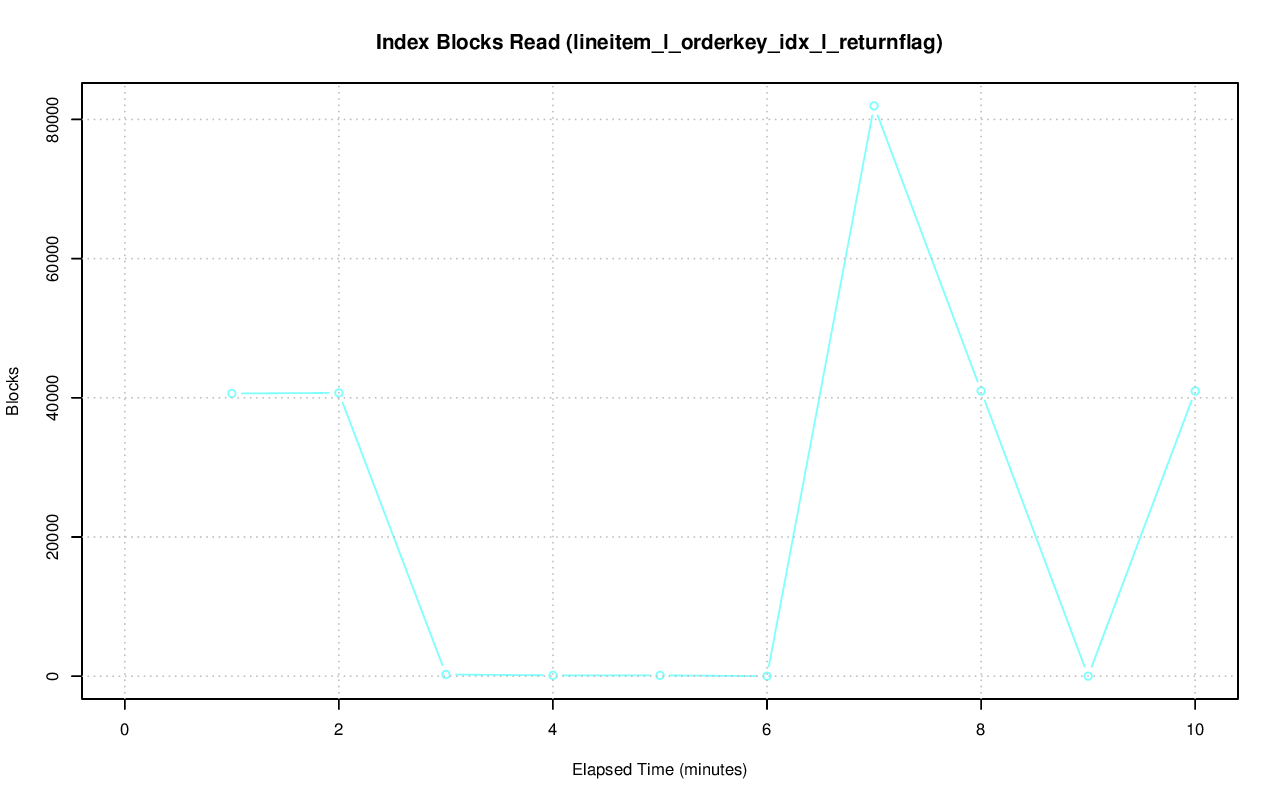 Index Blocks Read (lineitem_l_orderkey_idx_l_returnflag)
80000
60000
40000
20000
0
Blocks
0 2 4 6 8 10
Elapsed Time (minutes)